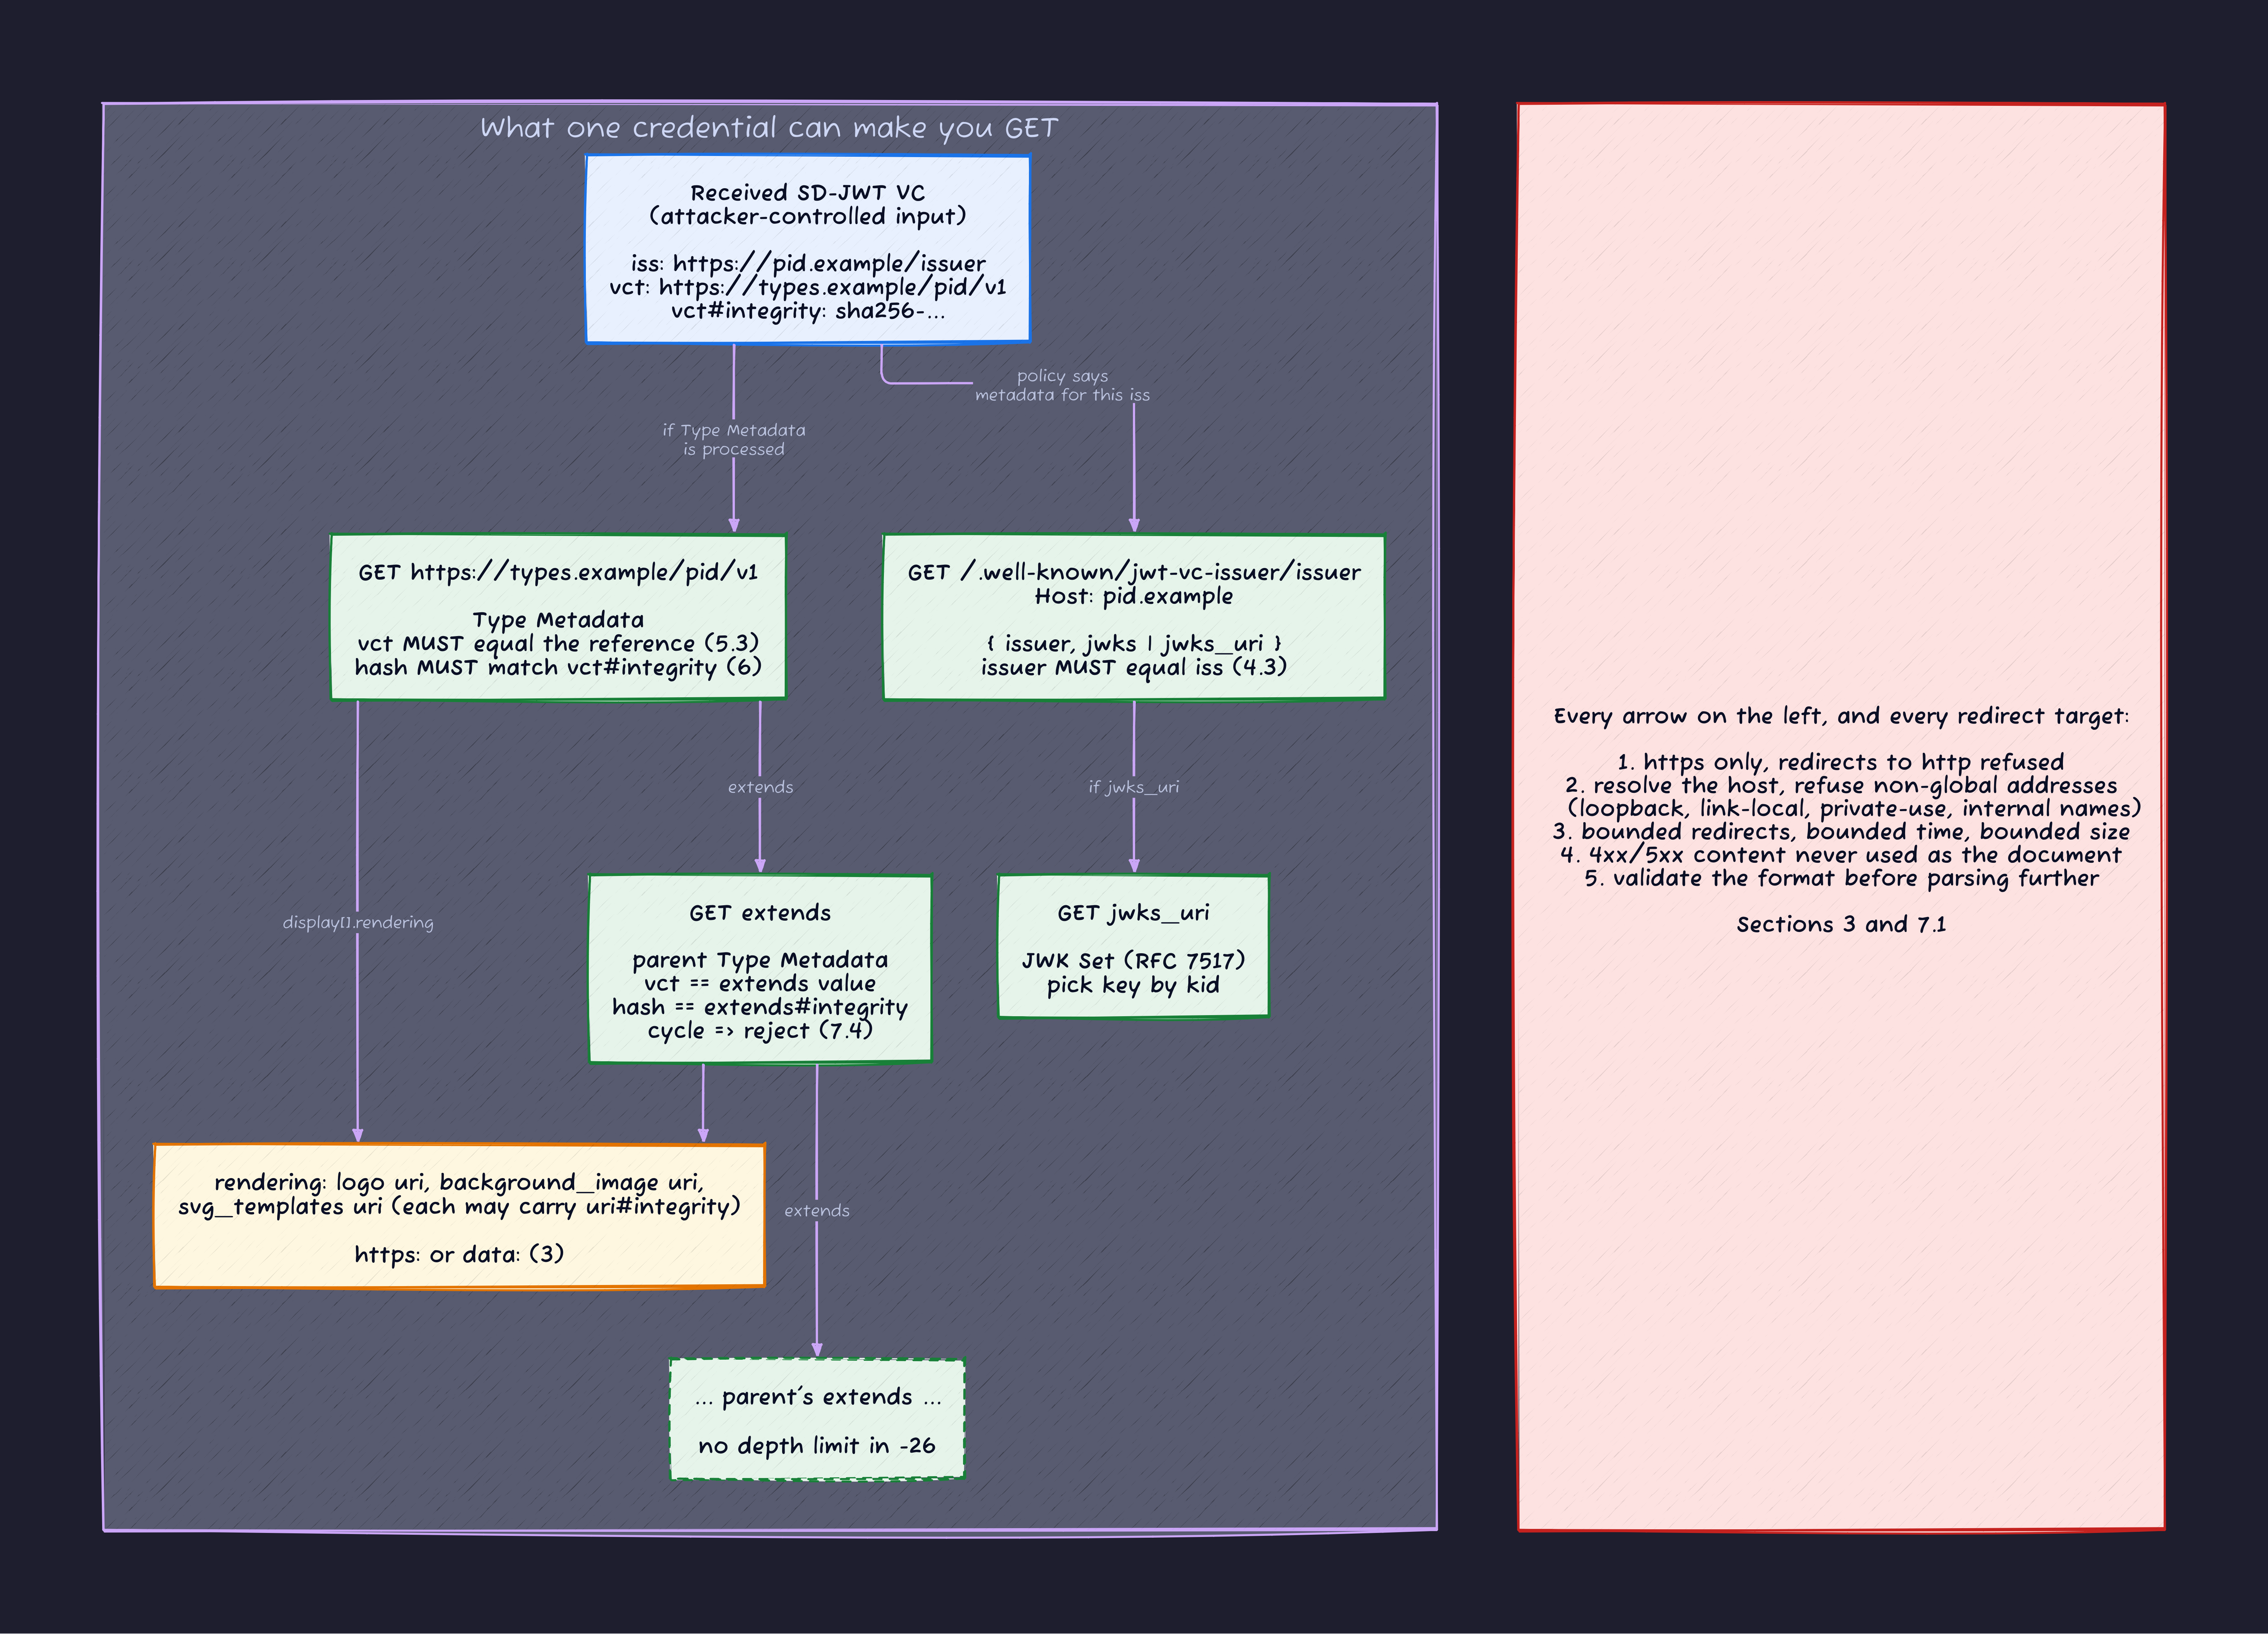 What one credential can make you GET
Received SD-JWT VC
(attacker-controlled input)
iss: https://pid.example/issuer
vct: https://types.example/pid/v1
vct#integrity: sha256-...
policy says
metadata for this iss
if Type Metadata
is processed
GET https://types.example/pid/v1
Type Metadata
vct MUST equal the reference (5.3)
hash MUST match vct#integrity (6)
GET /.well-known/jwt-vc-issuer/issuer
Host: pid.example
{ issuer, jwks | jwks_uri }
issuer MUST equal iss (4.3)
extends
if jwks_uri
display[].rendering
GET extends
parent Type Metadata
vct == extends value
hash == extends#integrity
cycle => reject (7.4)
GET jwks_uri
JWK Set (RFC 7517)
pick key by kid
rendering: logo uri, background_image uri,
svg_templates uri (each may carry uri#integrity)
https: or data: (3)
extends
... parent's extends ...
no depth limit in -26
Every arrow on the left, and every redirect target:
1. https only, redirects to http refused
2. resolve the host, refuse non-global addresses
(loopback, link-local, private-use, internal names)
3. bounded redirects, bounded time, bounded size
4. 4xx/5xx content never used as the document
5. validate the format before parsing further
Sections 3 and 7.1